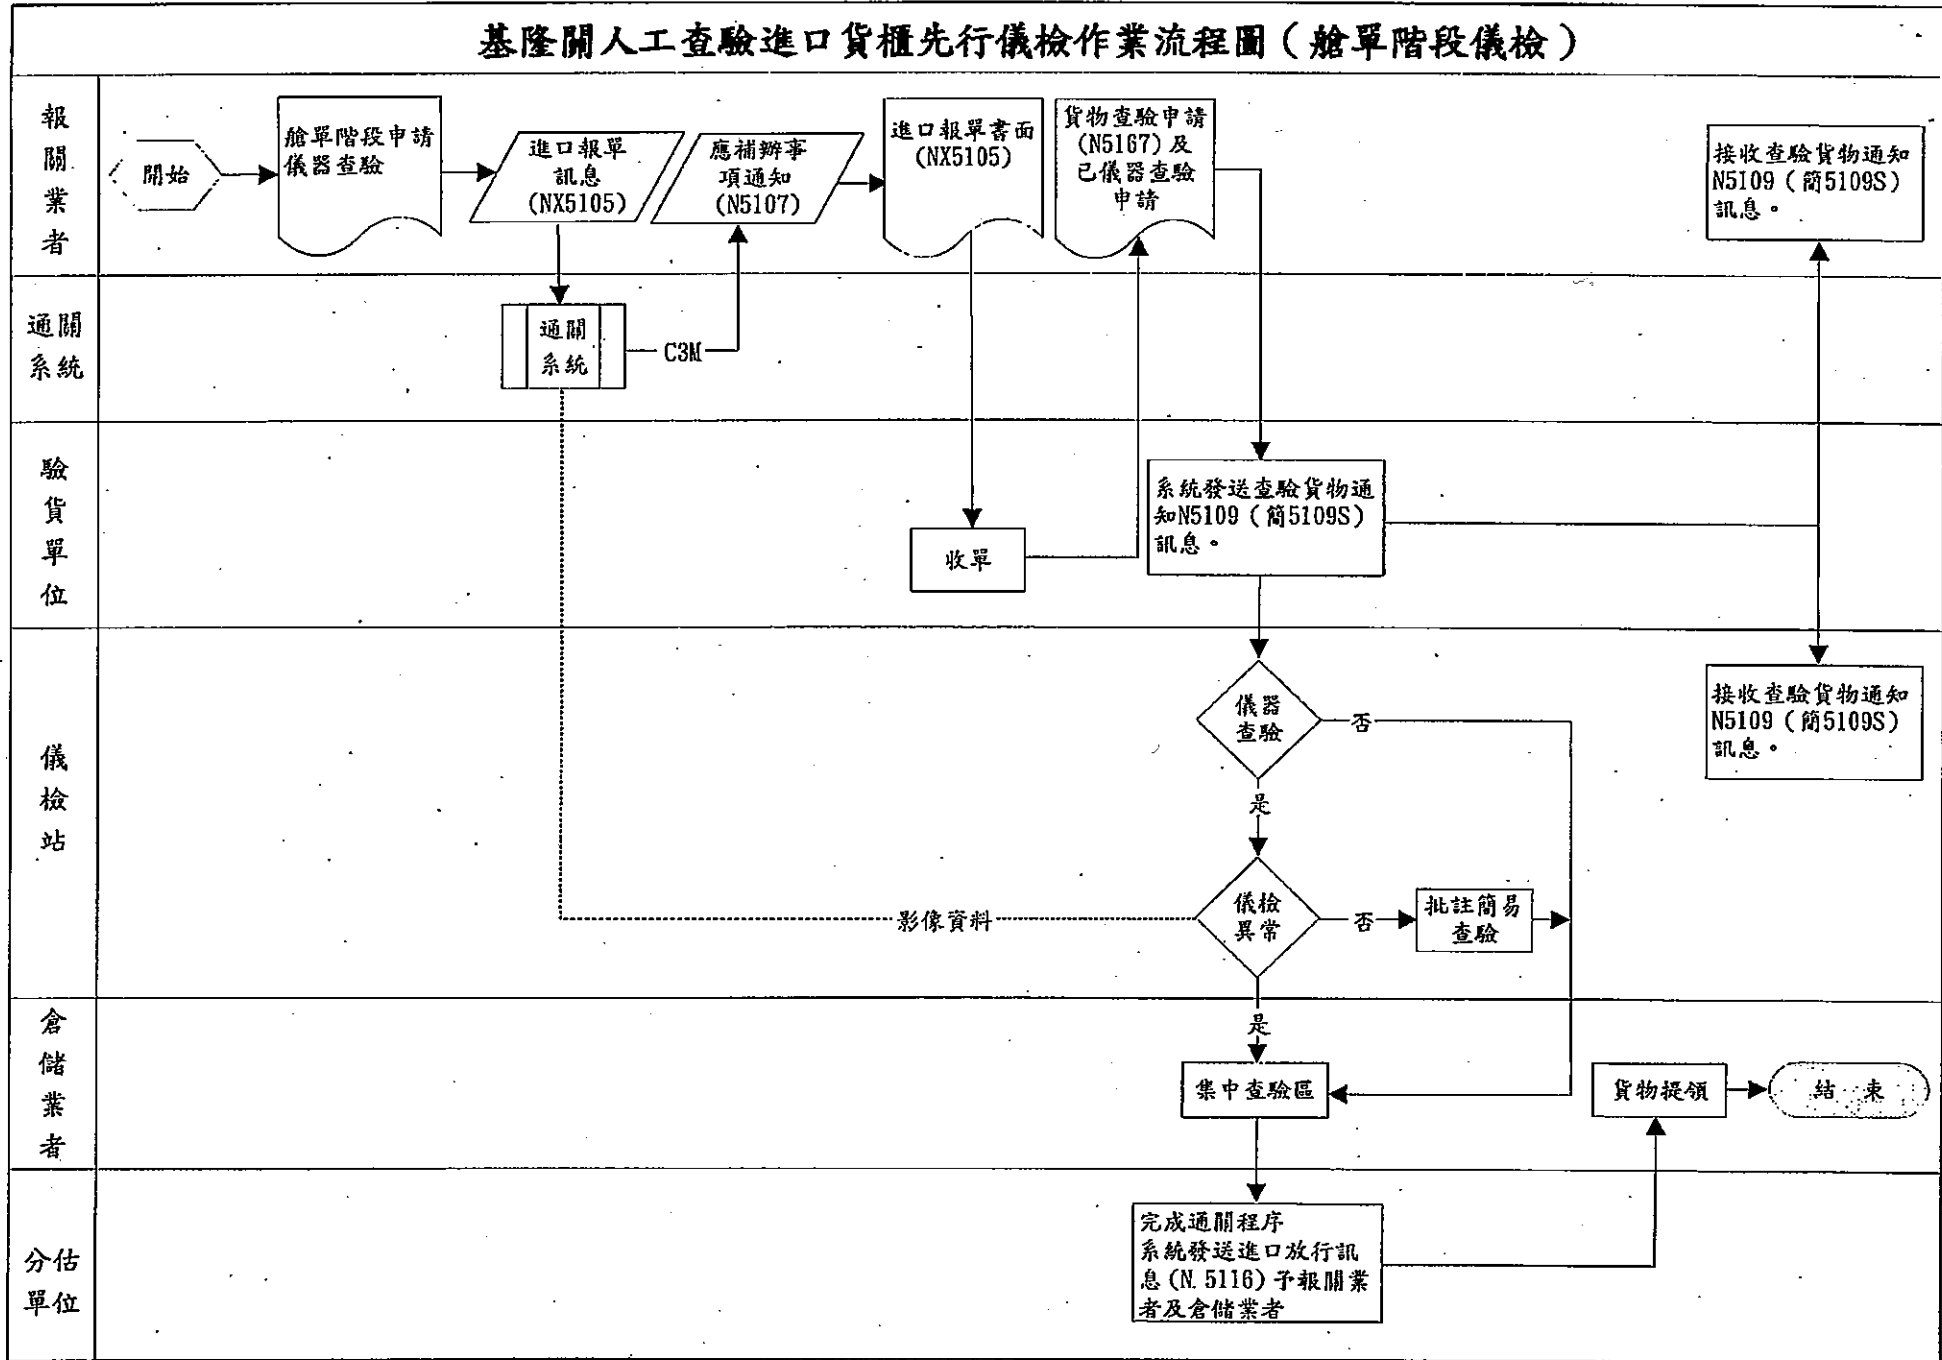 基隆關人工查驗進口貨櫃先行儀檢作業流程圖(艙單階段儀檢)
報
關
業
者
開始
艙單階段申請
儀器查驗
進口報單
訊息
(NX5105)
應補辦事
項通知
(N5107)
進口報單書面
(NX5105)
貨物查驗申請
(N5167)及
已儀器查驗
申請
接收查驗貨物通知
N5109(簡5109S)
訊息。
通關
系統
通關
系統
C3M
驗
貨
單
位
收單
系統發送查驗貨物通
知N5109(簡5109S)
訊息。
儀
檢
站
儀器
查驗
否
是
接收查驗貨物通知
N5109(簡5109S)
訊息。
影像資料
儀檢
異常
否
批註簡易
查驗
倉
儲
業
者
是
集中查驗區
貨物提領
結 束
分估
單位
完成通關程序
系統發送進口放行訊
息(N.5116)予報關業
者及倉儲業者